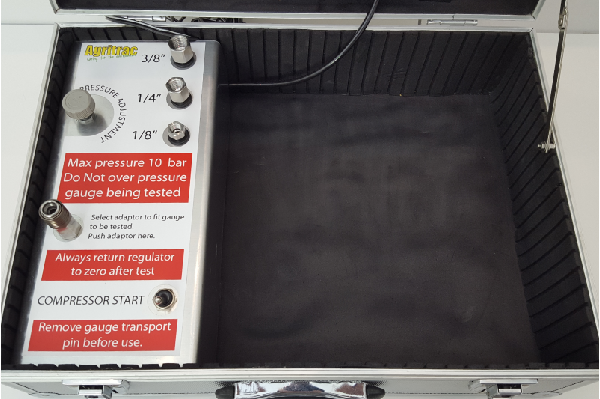 Agritrac
3/8"
1/4"
PRESSURE ADJUSTMENT
1/8"
Max pressure 10 bar
Do Not over pressure
gauge being tested
Select adaptor to fit gauge
to be tested
Push adaptor here.
Always return regulator
to zero after test
COMPRESSOR START
Remove gauge transport
pin before use.